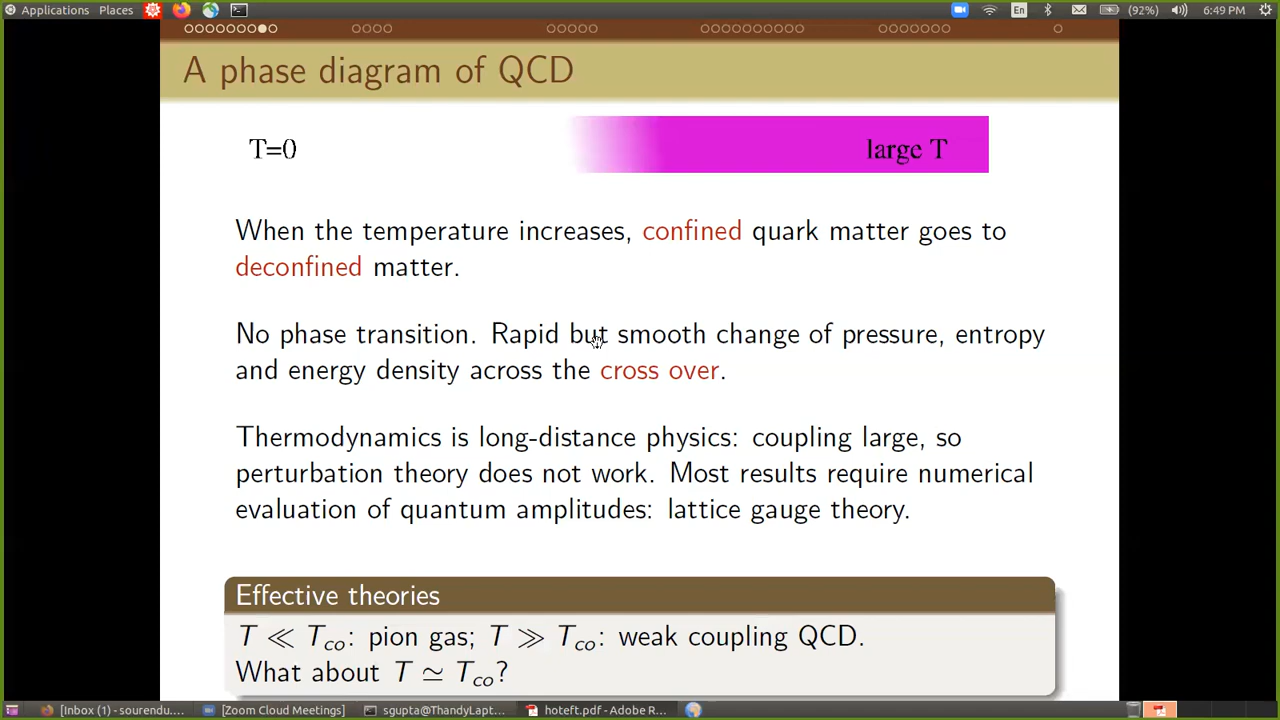 Applications Places En (92%) 6:49 PM
A phase diagram of QCD
T=0 large T
When the temperature increases, confined quark matter goes to
deconfined matter.
No phase transition. Rapid but smooth change of pressure, entropy
and energy density across the cross over.
Thermodynamics is long-distance physics: coupling large, so
perturbation theory does not work. Most results require numerical
evaluation of quantum amplitudes: lattice gauge theory.
Effective theories
T ≪ T_co: pion gas; T ≫ T_co: weak coupling QCD.
What about T ≃ T_co?
[Inbox (1) - sourendu.... [Zoom Cloud Meetings] sgupta@ThandyLapt... hoteft.pdf - Adobe R...